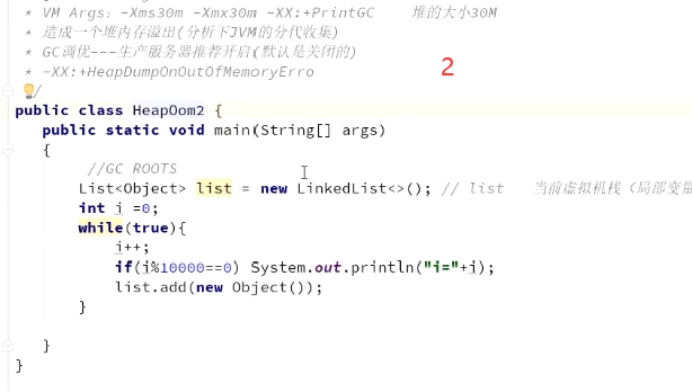 * VM Args: -Xms30m -Xmx30m -XX:+PrintGC 堆的大小30M
* 造成一个堆内存溢出(分析下JVM的分代收集)
* GC调优---生产服务器推荐开启(默认是关闭的)
* -XX:+HeapDumpOnOutOfMemoryErro
2
*/
public class HeapOom2 {
public static void main(String[] args)
{
//GC ROOTS
List<Object> list = new LinkedList<>(); // list 当前虚拟机栈（局部变量
int i =0;
while(true){
i++;
if(i%10000==0) System.out.println("i="+i);
list.add(new Object());
}
}
}